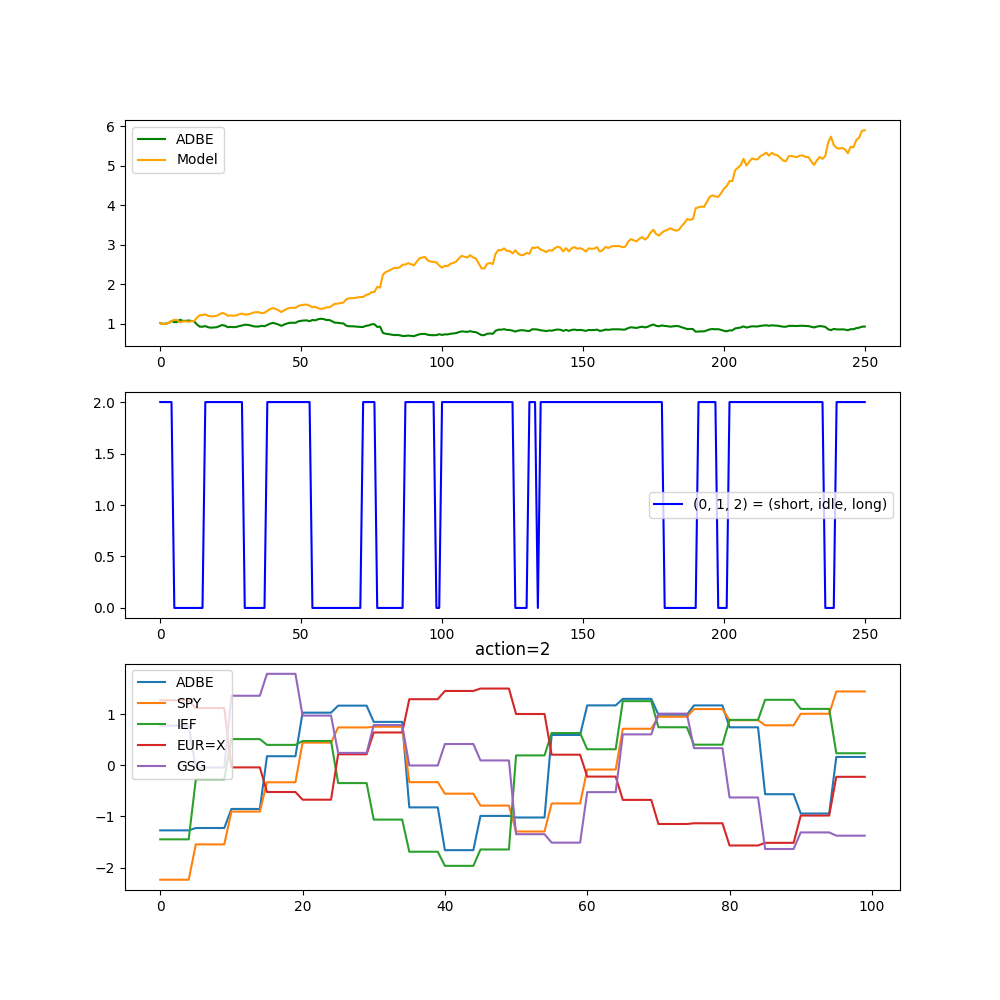 6
5
4
3
2
1
ADBE
Model
0 50 100 150 200 250
2.0
1.5
1.0
0.5
0.0
(0, 1, 2) = (short, idle, long)
0 50 100 150 200 250
action=2
1
0
−1
−2
ADBE
SPY
IEF
EUR=X
GSG
0 20 40 60 80 100